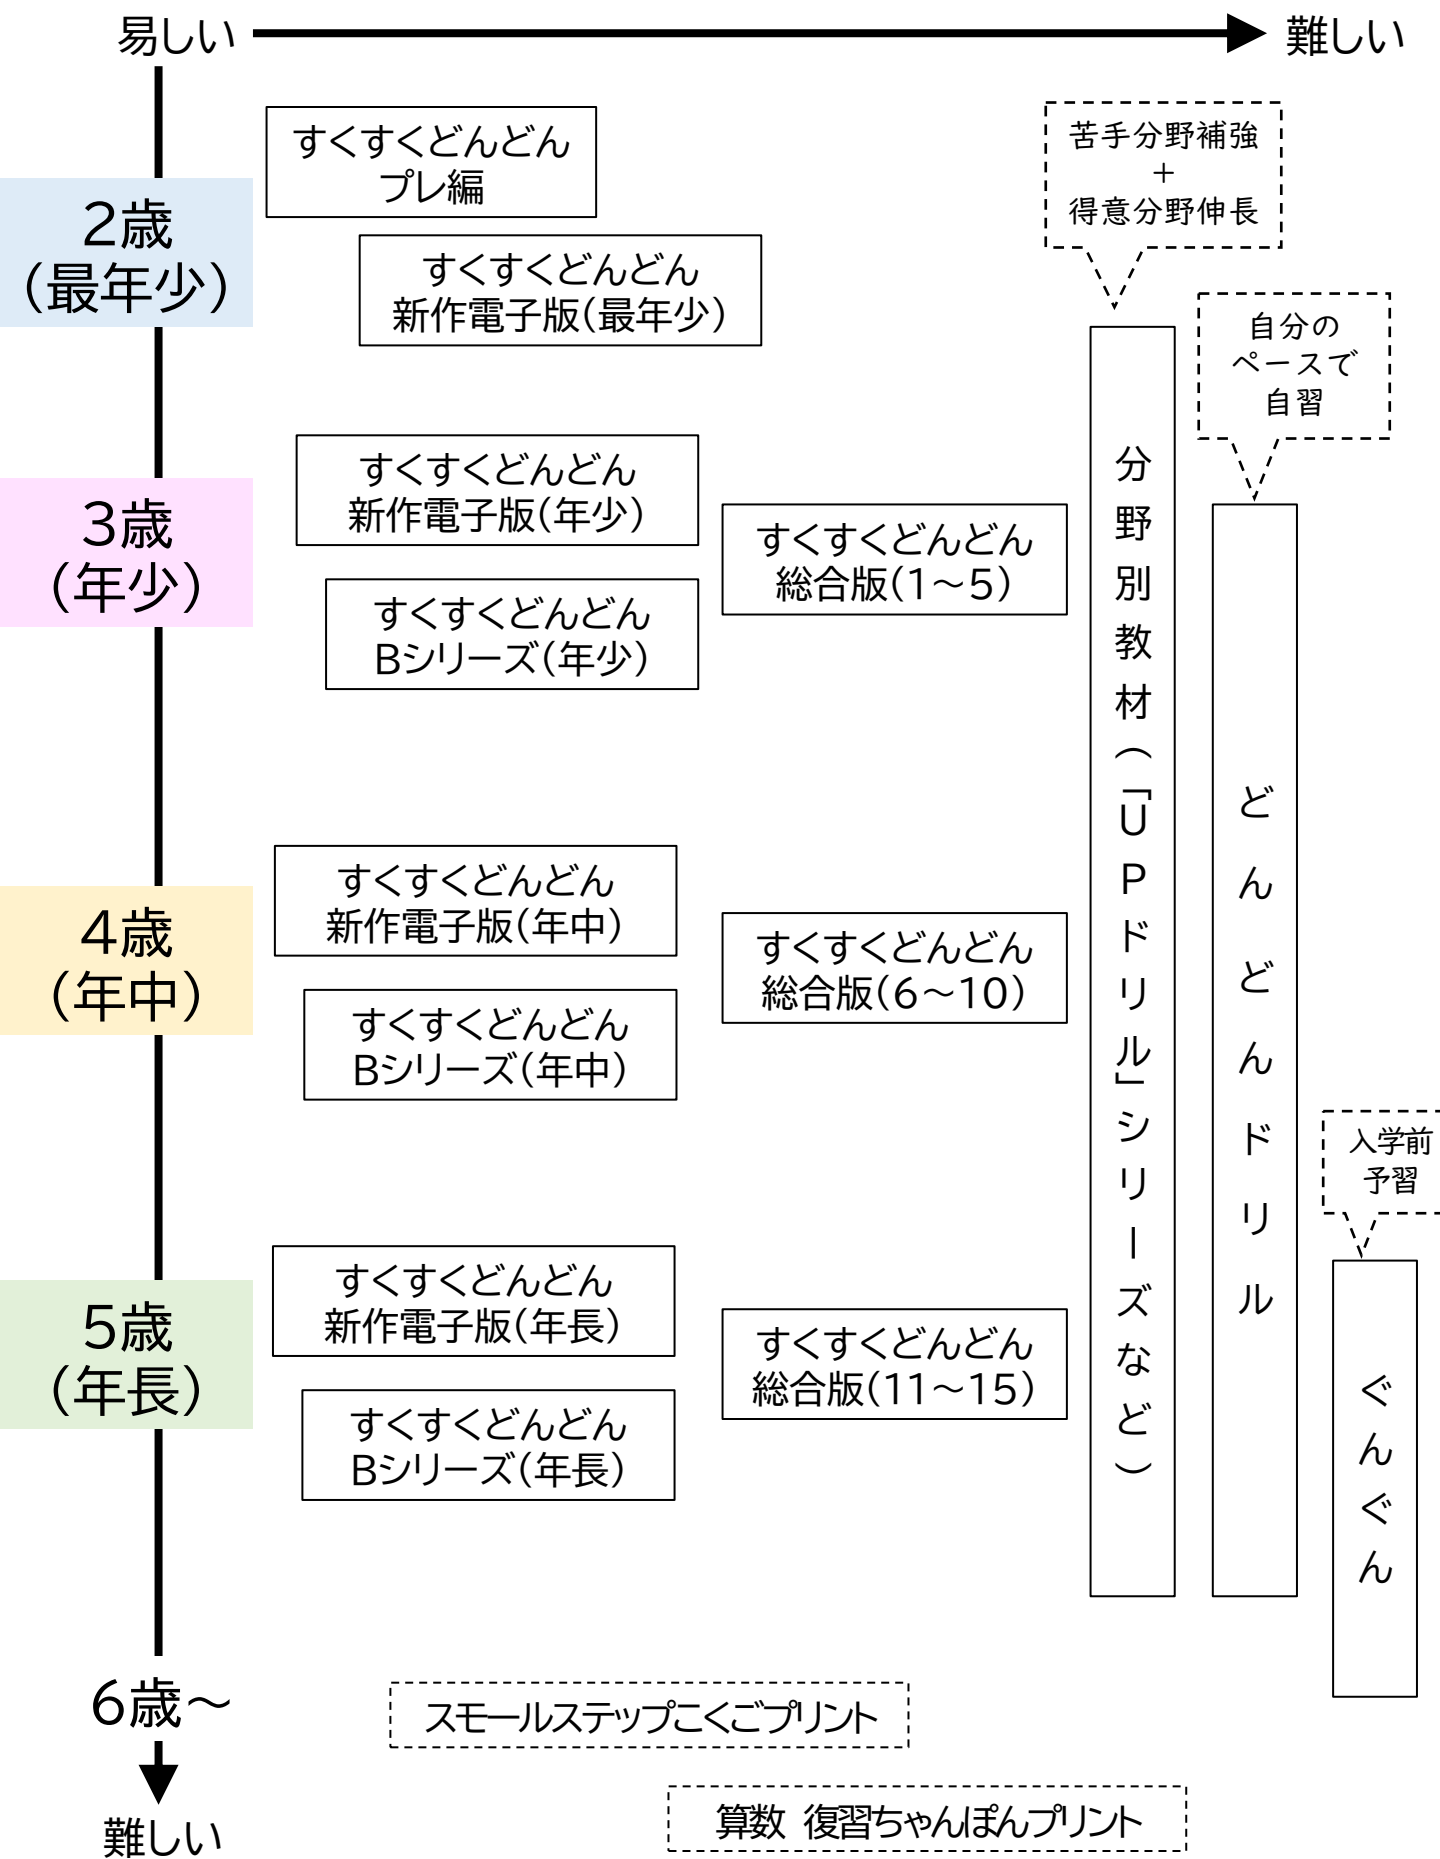 易しい
難しい
すくすくどんどん
プレ編
苦手分野補強
＋
得意分野伸長
2歳
（最年少）
すくすくどんどん
新作電子版（最年少）
自分の
ペースで
自習
すくすくどんどん
新作電子版（年少）
3歳
（年少）
すくすくどんどん
総合版（1～5）
すくすくどんどん
Bシリーズ（年少）
分野別教材（「UPドリル」シリーズなど）
どんどんドリル
すくすくどんどん
新作電子版（年中）
4歳
（年中）
すくすくどんどん
総合版（6～10）
すくすくどんどん
Bシリーズ（年中）
入学前
予習
すくすくどんどん
新作電子版（年長）
5歳
（年長）
すくすくどんどん
総合版（11～15）
すくすくどんどん
Bシリーズ（年長）
ぐんぐん
6歳～
スモールステップこくごプリント
算数 復習ちゃんぽんプリント
難しい